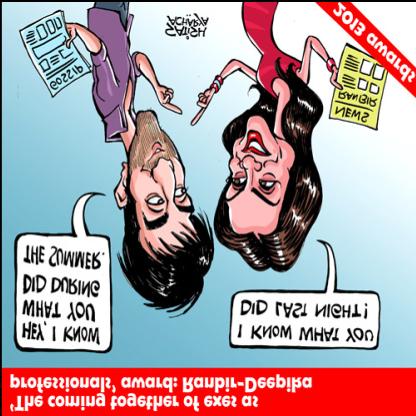 'The coming together of exes as
professionals' award: Ranbir-Deepika
HEY, I KNOW
WHAT YOU
DID DURING
THE SUMMER.
I KNOW WHAT YOU
DID LAST NIGHT!
GOSSIP
NEWS
RANBIR
SATISH
ACHARYA
2013 awards